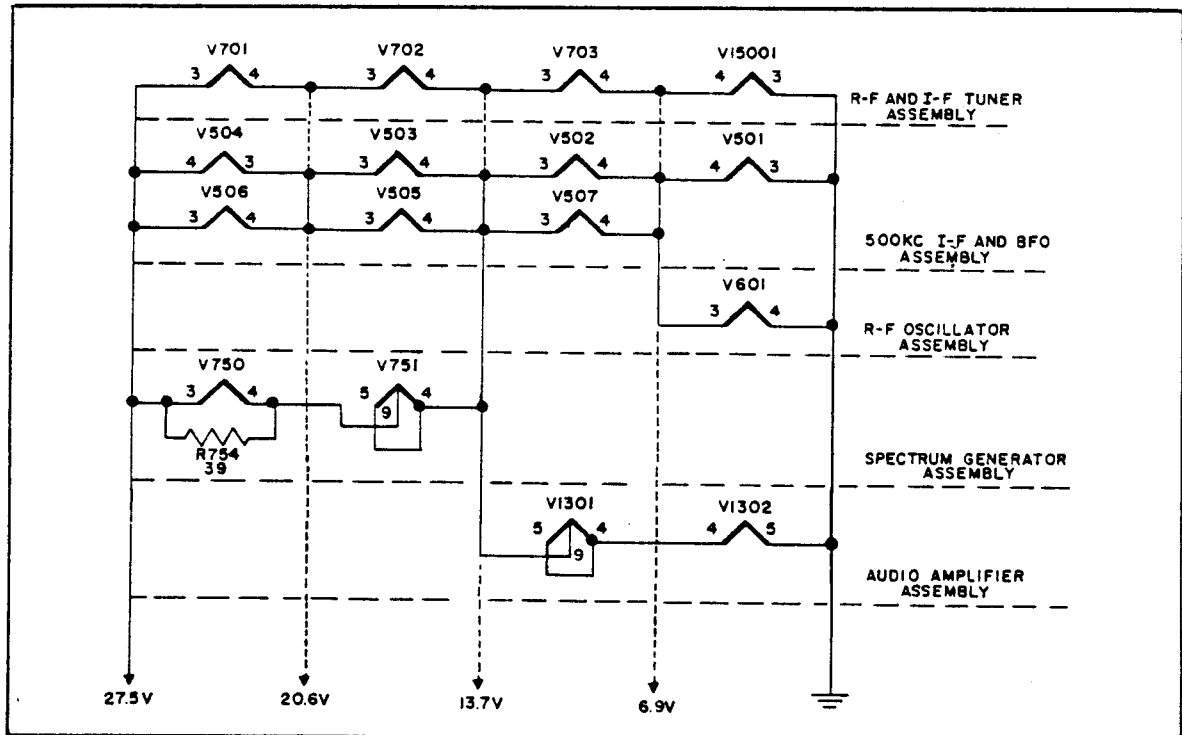 V701 V702 V703 V15001
3 4 3 4 3 4 4 3
R-F AND I-F TUNER
ASSEMBLY
V504 V503 V502 V501
4 3 3 4 3 4 4 3
V506 V505 V507
3 4 3 4 3 4
500KC I-F AND BFO
ASSEMBLY
V601
3 4
R-F OSCILLATOR
ASSEMBLY
V750 V751
3 4 5 9 4
R754
39
SPECTRUM GENERATOR
ASSEMBLY
V1301 V1302
5 9 4 4 5
AUDIO AMPLIFIER
ASSEMBLY
27.5V 20.6V 13.7V 6.9V